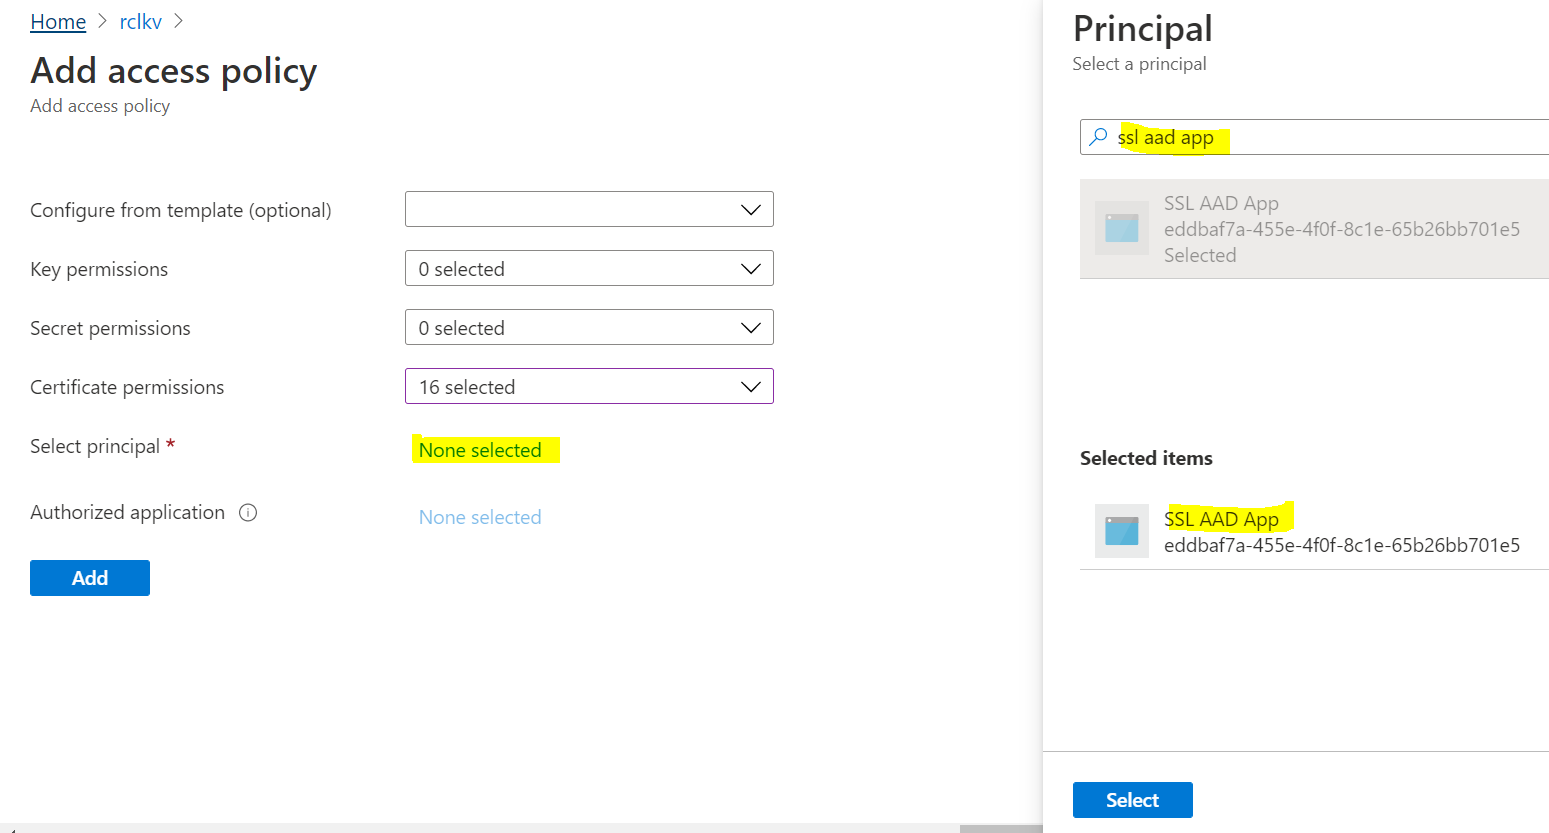 Home > rclkv >
Add access policy
Add access policy
Configure from template (optional)
Key permissions
0 selected
Secret permissions
0 selected
Certificate permissions
16 selected
Select principal *
None selected
Authorized application
None selected
Add
Principal
Select a principal
ssl aad app
SSL AAD App
eddbaf7a-455e-4f0f-8c1e-65b26bb701e5
Selected
Selected items
SSL AAD App
eddbaf7a-455e-4f0f-8c1e-65b26bb701e5
Select